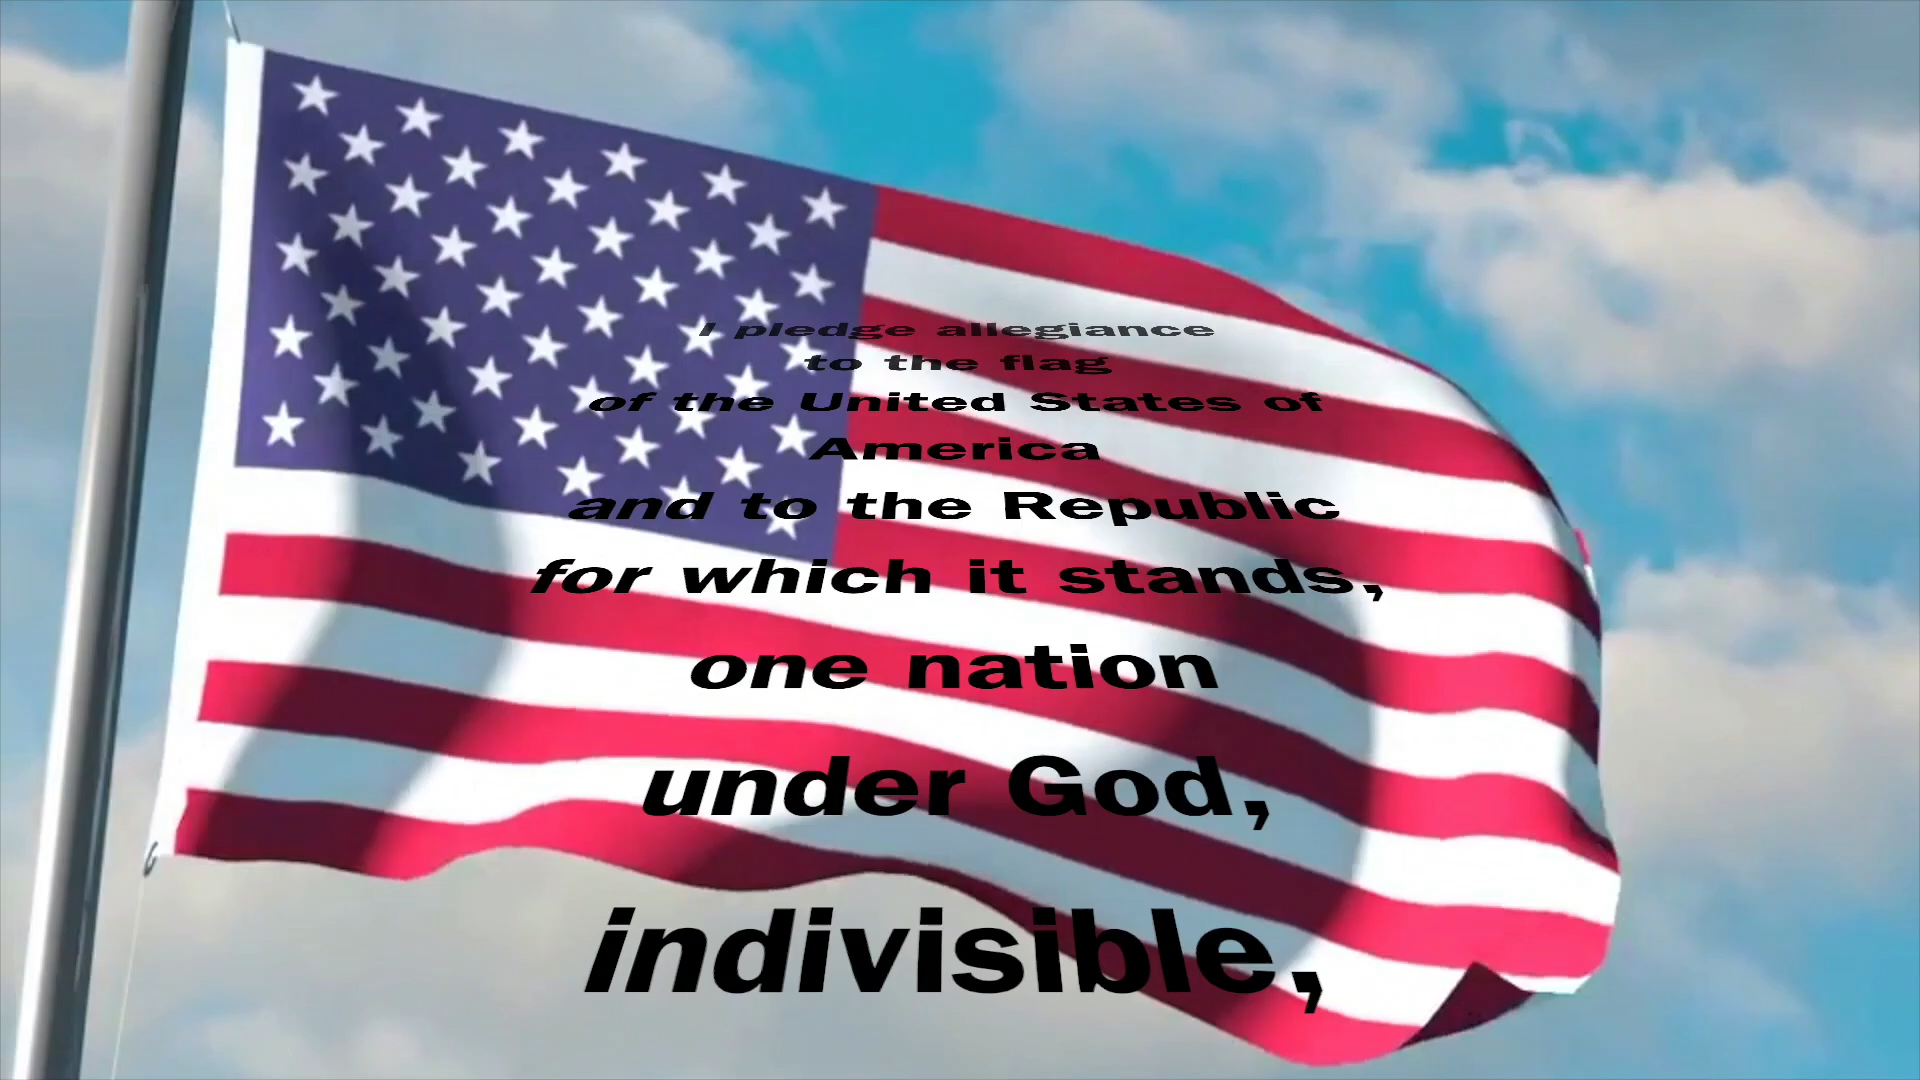 I pledge allegiance
to the flag
of the United States of
America
and to the Republic
for which it stands,
one nation
under God,
indivisible,